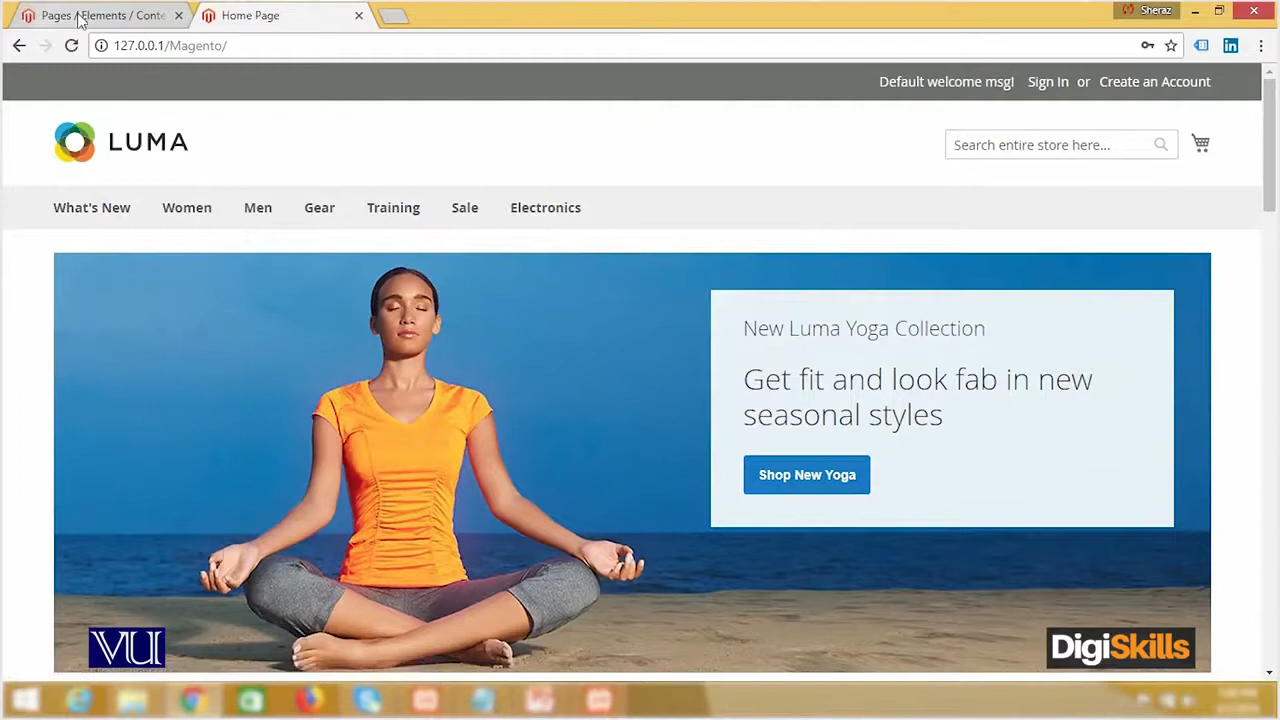 Pages / Elements / Conte
Home Page
Sheraz
127.0.0.1/Magento/
Default welcome msg! Sign In or Create an Account
LUMA
Search entire store here...
What's New Women Men Gear Training Sale Electronics
New Luma Yoga Collection
Get fit and look fab in new
seasonal styles
Shop New Yoga
VU
DigiSkills